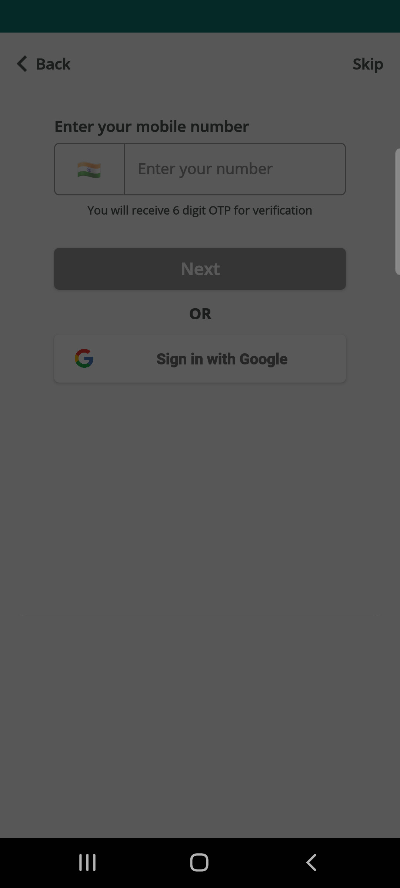 Back
Skip
Enter your mobile number
Enter your number
You will receive 6 digit OTP for verification
Next
OR
Sign in with Google